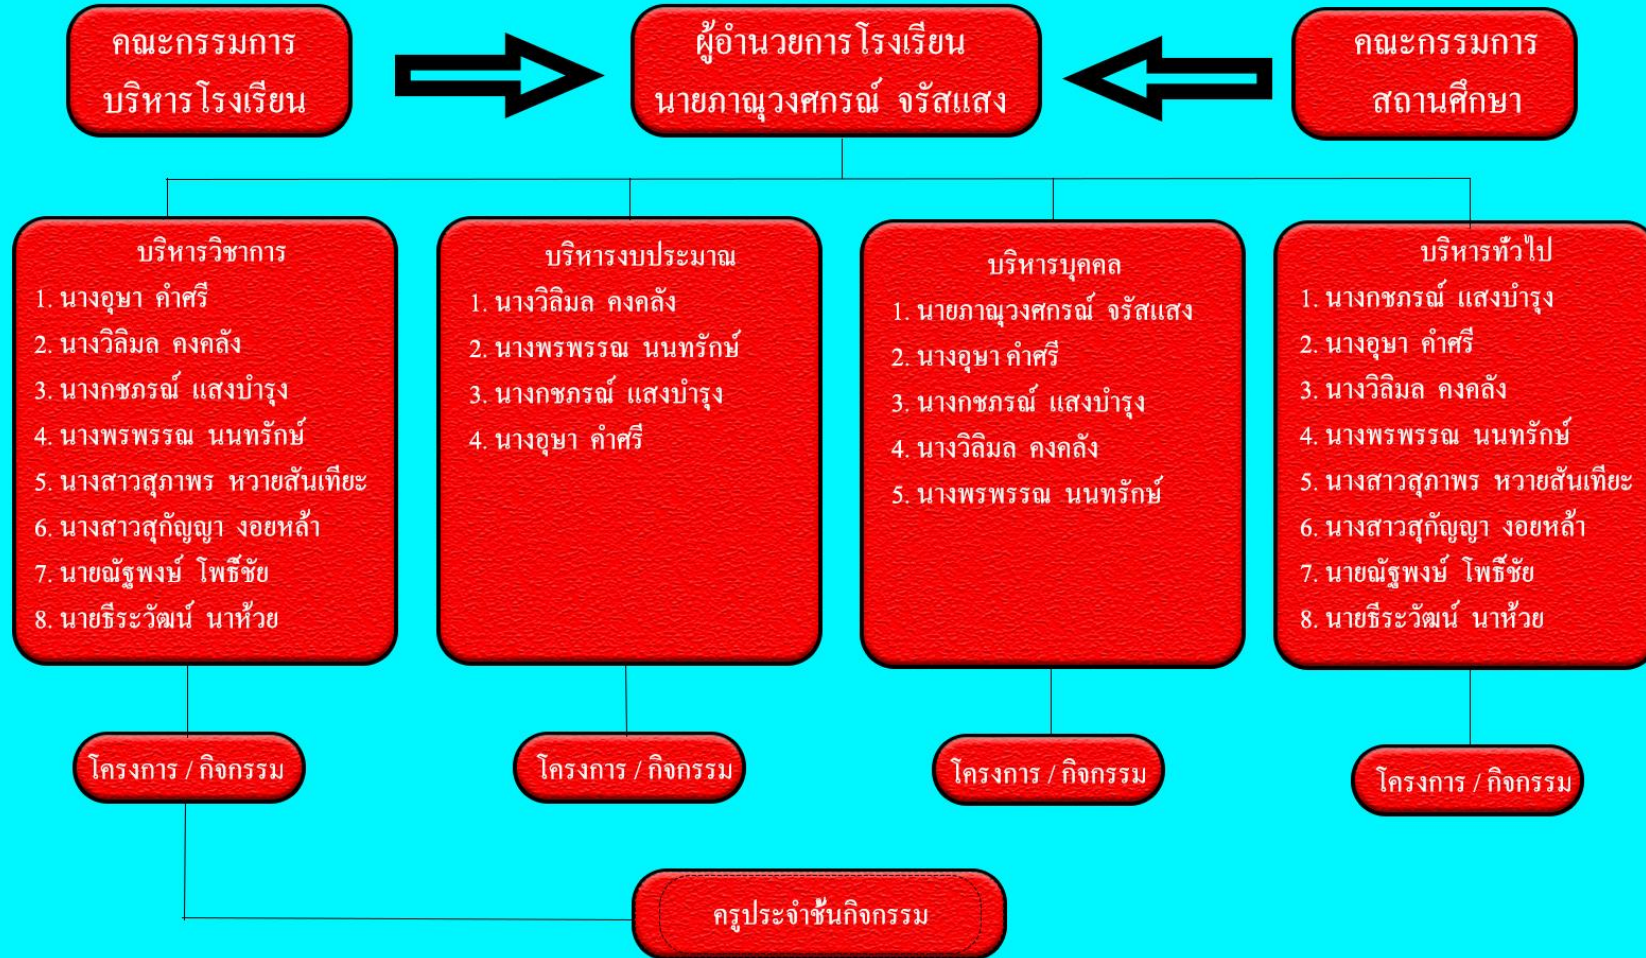 คณะกรรมการ
บริหารโรงเรียน
ผู้อำนวยการโรงเรียน
นายภาณุวงศกรณ์ จรัสแสง
คณะกรรมการ
สถานศึกษา
บริหารวิชาการ
1. นางอุษา คำศรี
2. นางวิลิมล คงคลัง
3. นางกชภรณ์ แสงบำรุง
4. นางพรพรรณ นนทรักษ์
5. นางสาวสุภาพร หวายสันเทียะ
6. นางสาวสุกัญญา งอยหล้า
7. นายณัฐพงษ์ โพธิ์ชัย
8. นายธีระวัฒน์ นาห้วย
บริหารงบประมาณ
1. นางวิลิมล คงคลัง
2. นางพรพรรณ นนทรักษ์
3. นางกชภรณ์ แสงบำรุง
4. นางอุษา คำศรี
บริหารบุคคล
1. นายภาณุวงศกรณ์ จรัสแสง
2. นางอุษา คำศรี
3. นางกชภรณ์ แสงบำรุง
4. นางวิลิมล คงคลัง
5. นางพรพรรณ นนทรักษ์
บริหารทั่วไป
1. นางกชภรณ์ แสงบำรุง
2. นางอุษา คำศรี
3. นางวิลิมล คงคลัง
4. นางพรพรรณ นนทรักษ์
5. นางสาวสุภาพร หวายสันเทียะ
6. นางสาวสุกัญญา งอยหล้า
7. นายณัฐพงษ์ โพธิ์ชัย
8. นายธีระวัฒน์ นาห้วย
โครงการ / กิจกรรม
โครงการ / กิจกรรม
โครงการ / กิจกรรม
โครงการ / กิจกรรม
ครูประจำชั้นกิจกรรม